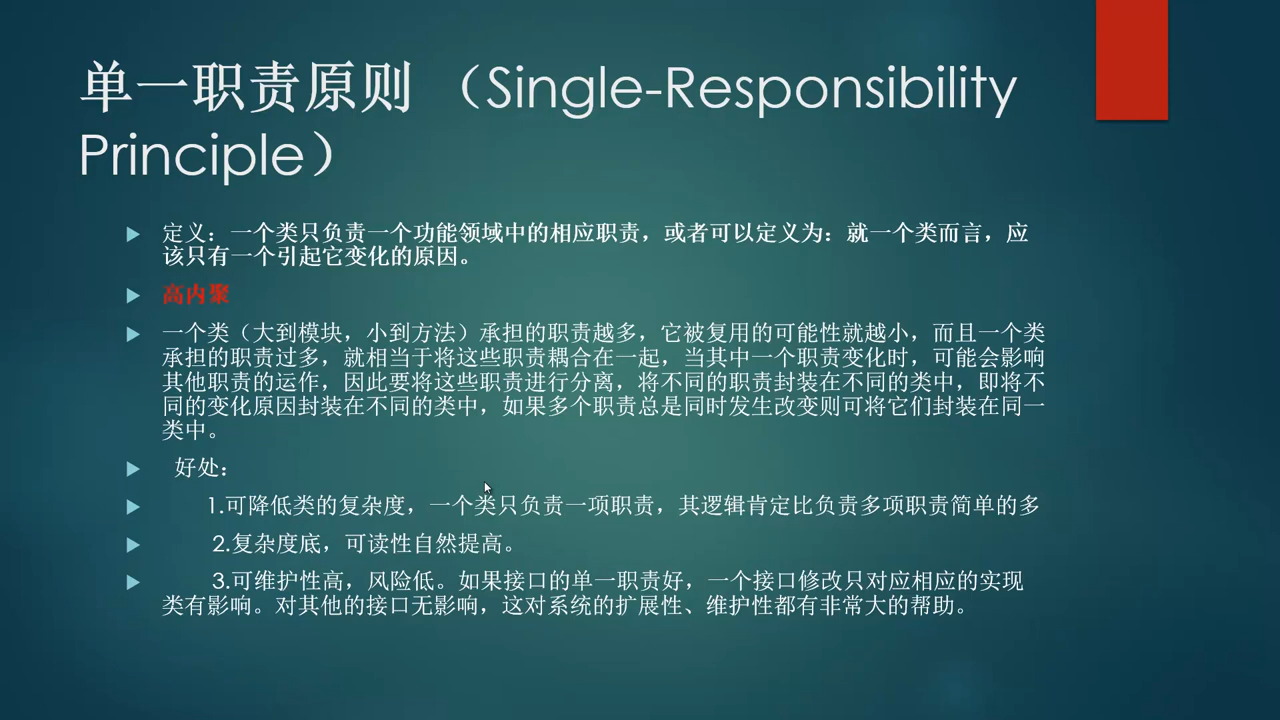 单一职责原则 （Single-Responsibility
Principle）
定义：一个类只负责一个功能领域中的相应职责，或者可以定义为：就一个类而言，应
该只有一个引起它变化的原因。
高内聚
一个类（大到模块，小到方法）承担的职责越多，它被复用的可能性就越小，而且一个类
承担的职责过多，就相当于将这些职责耦合在一起，当其中一个职责变化时，可能会影响
其他职责的运作，因此要将这些职责进行分离，将不同的职责封装在不同的类中，即将不
同的变化原因封装在不同的类中，如果多个职责总是同时发生改变则可将它们封装在同一
类中。
好处：
1.可降低类的复杂度，一个类只负责一项职责，其逻辑肯定比负责多项职责简单的多
2.复杂度底，可读性自然提高。
3.可维护性高，风险低。如果接口的单一职责好，一个接口修改只对应相应的实现
类有影响。对其他的接口无影响，这对系统的扩展性、维护性都有非常大的帮助。